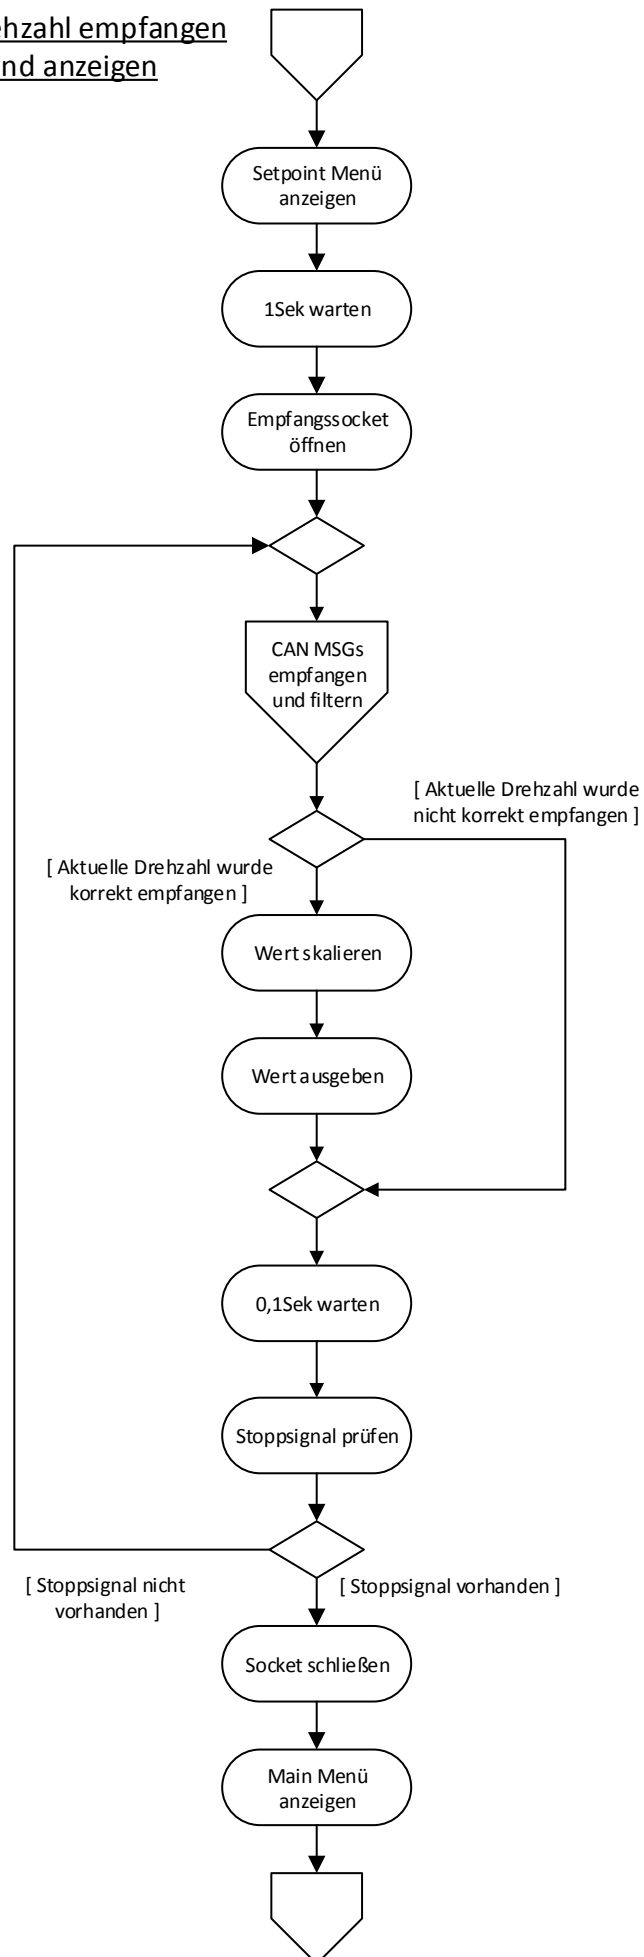 ehzahl empfangen
nd anzeigen
Setpoint Menü
anzeigen
1Sek warten
Empfangssocket
öffnen
CAN MSGs
empfangen
und filtern
[ Aktuelle Drehzahl wurde
nicht korrekt empfangen ]
[ Aktuelle Drehzahl wurde
korrekt empfangen ]
Wert skalieren
Wert ausgeben
0,1Sek warten
Stoppsignal prüfen
[ Stoppsignal nicht
vorhanden ]
[ Stoppsignal vorhanden ]
Socket schließen
Main Menü
anzeigen